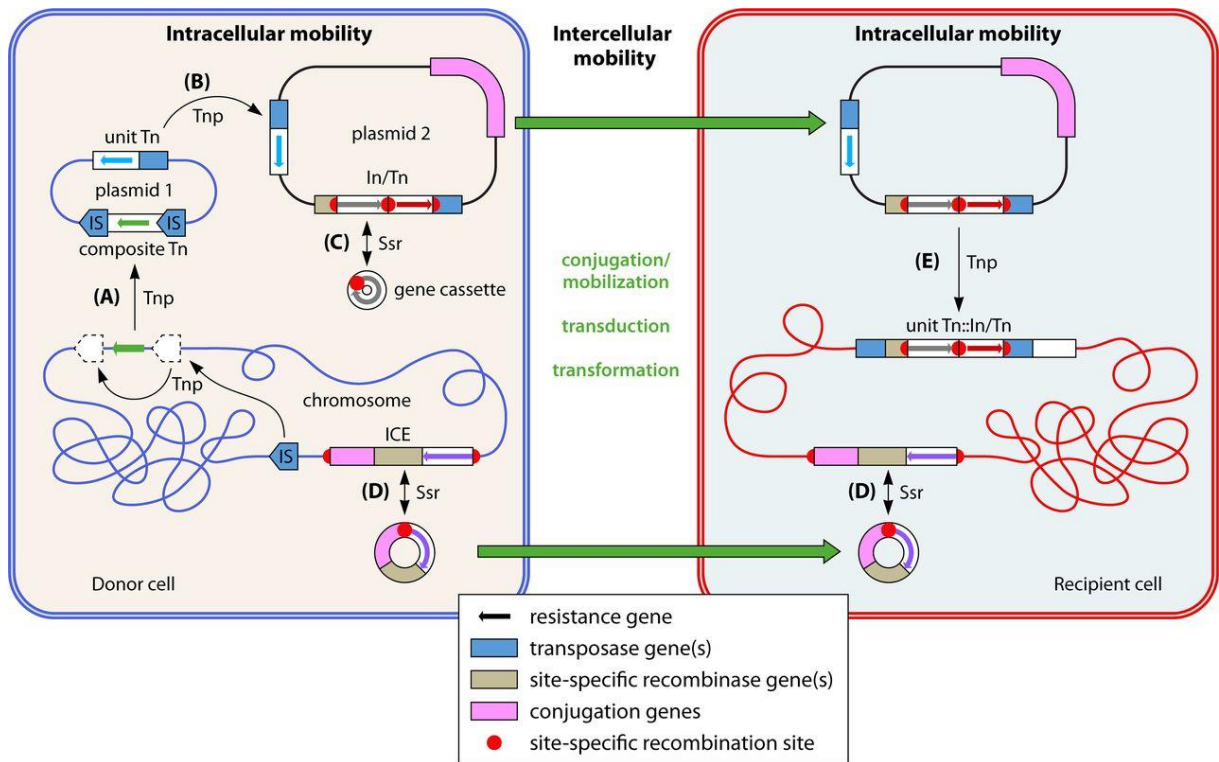 Intracellular mobility
Intercellular
mobility
Intracellular mobility
(B)
Tnp
unit Tn
plasmid 1
IS
IS
composite Tn
plasmid 2
In/Tn
(C)
Ssr
gene cassette
(A)
Tnp
Tnp
chromosome
IS
ICE
(D)
Ssr
Donor cell
conjugation/
mobilization
transduction
transformation
(E)
Tnp
unit Tn::In/Tn
(D)
Ssr
Recipient cell
resistance gene
transposase gene(s)
site-specific recombinase gene(s)
conjugation genes
site-specific recombination site